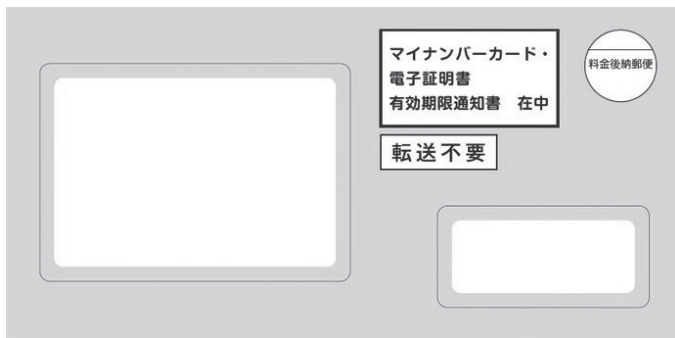 マイナンバーカード・
電子証明書
有効期限通知書　在中
料金後納郵便
転送不要